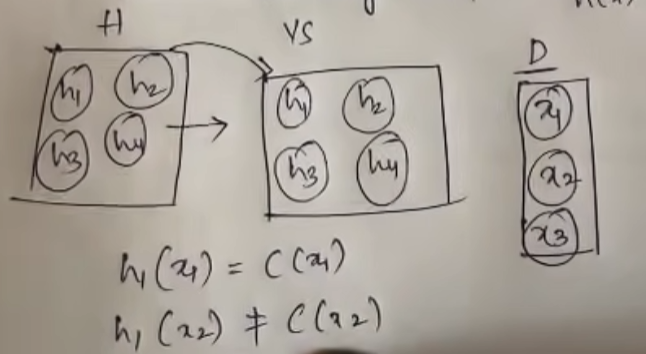 H VS D
h₁ h₂ h₁ h₂ x₁
h₃ h₄ h₃ h₄ x₂
x₃
h₁(x₁) = C(x₁)
h₁(x₂) ≠ C(x₂)